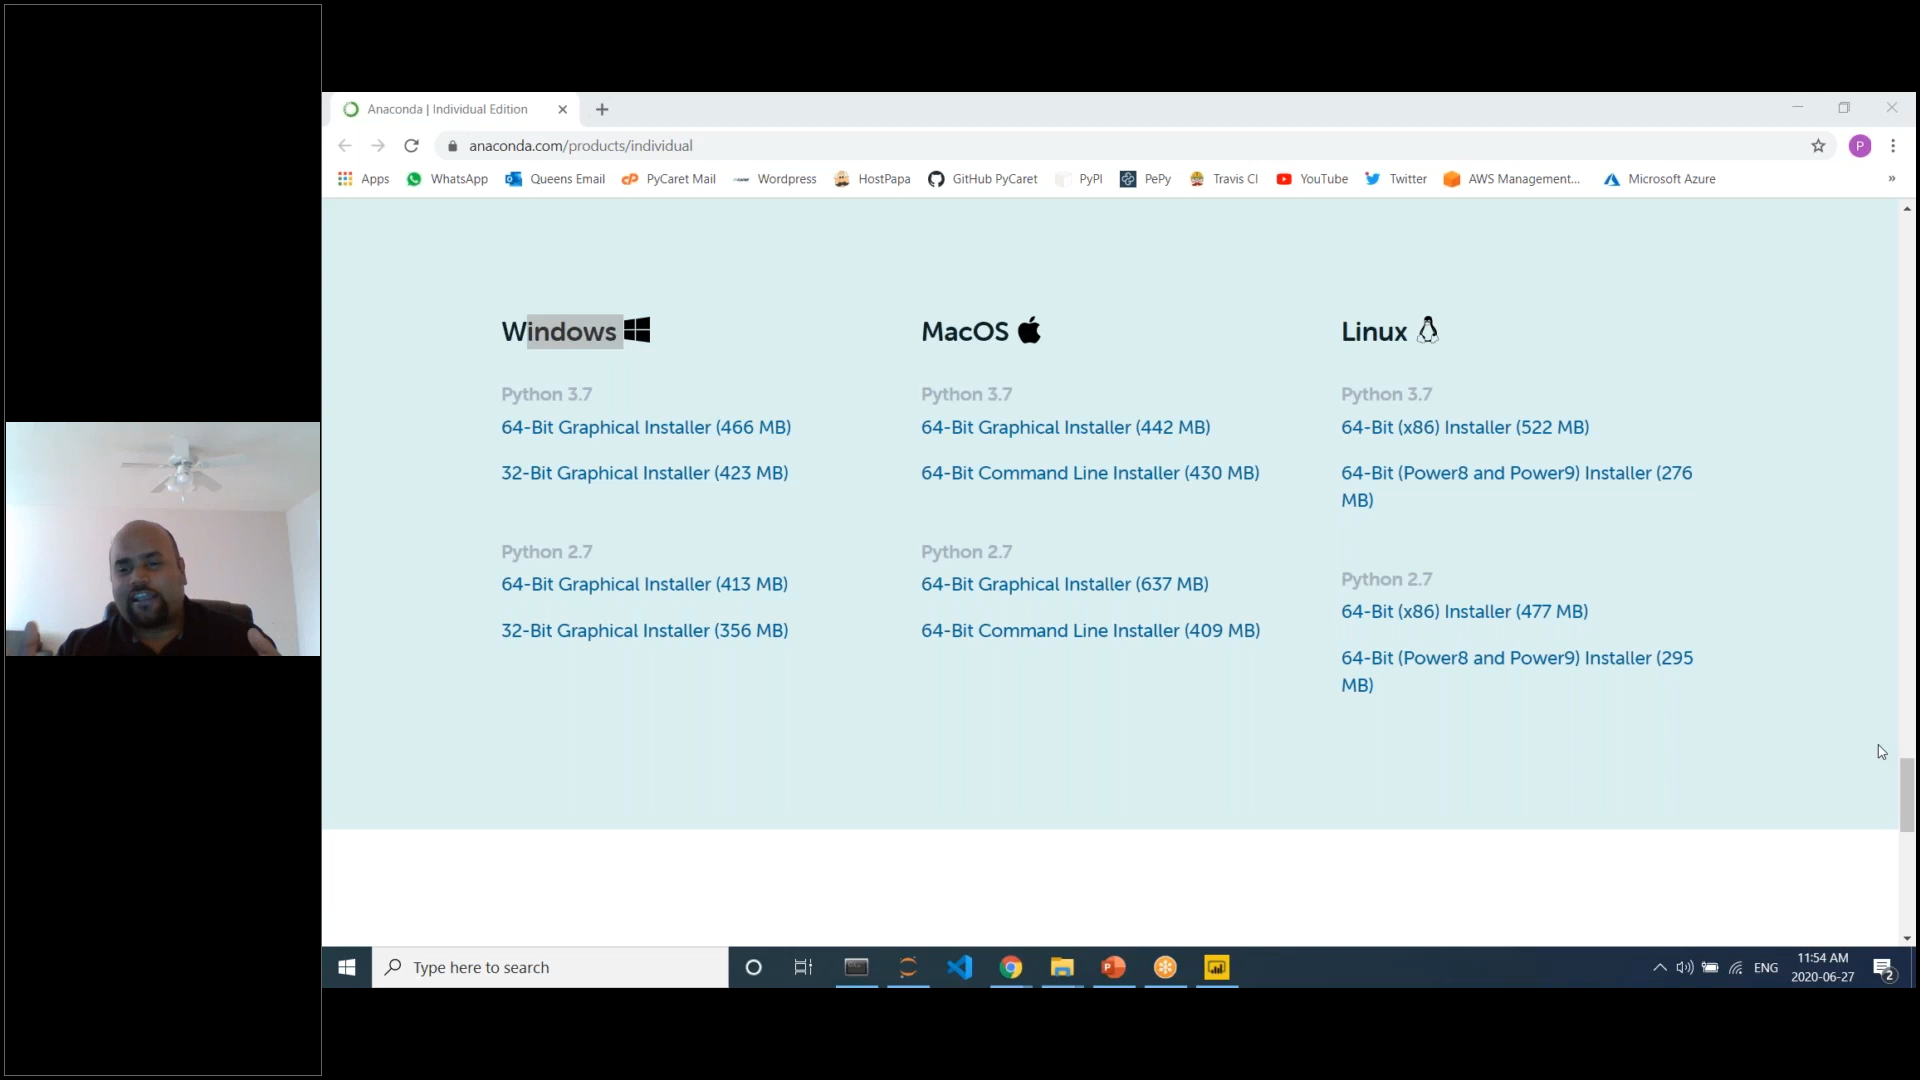 Anaconda | Individual Edition
anaconda.com/products/individual
P
Apps WhatsApp Queens Email PyCaret Mail Wordpress HostPapa GitHub PyCaret PyPI PePy Travis CI YouTube Twitter AWS Management... Microsoft Azure »
Windows MacOS Linux
Python 3.7
64-Bit Graphical Installer (466 MB)
32-Bit Graphical Installer (423 MB)
Python 2.7
64-Bit Graphical Installer (413 MB)
32-Bit Graphical Installer (356 MB)
Python 3.7
64-Bit Graphical Installer (442 MB)
64-Bit Command Line Installer (430 MB)
Python 2.7
64-Bit Graphical Installer (637 MB)
64-Bit Command Line Installer (409 MB)
Python 3.7
64-Bit (x86) Installer (522 MB)
64-Bit (Power8 and Power9) Installer (276
MB)
Python 2.7
64-Bit (x86) Installer (477 MB)
64-Bit (Power8 and Power9) Installer (295
MB)
Type here to search
ENG
11:54 AM
2020-06-27
2